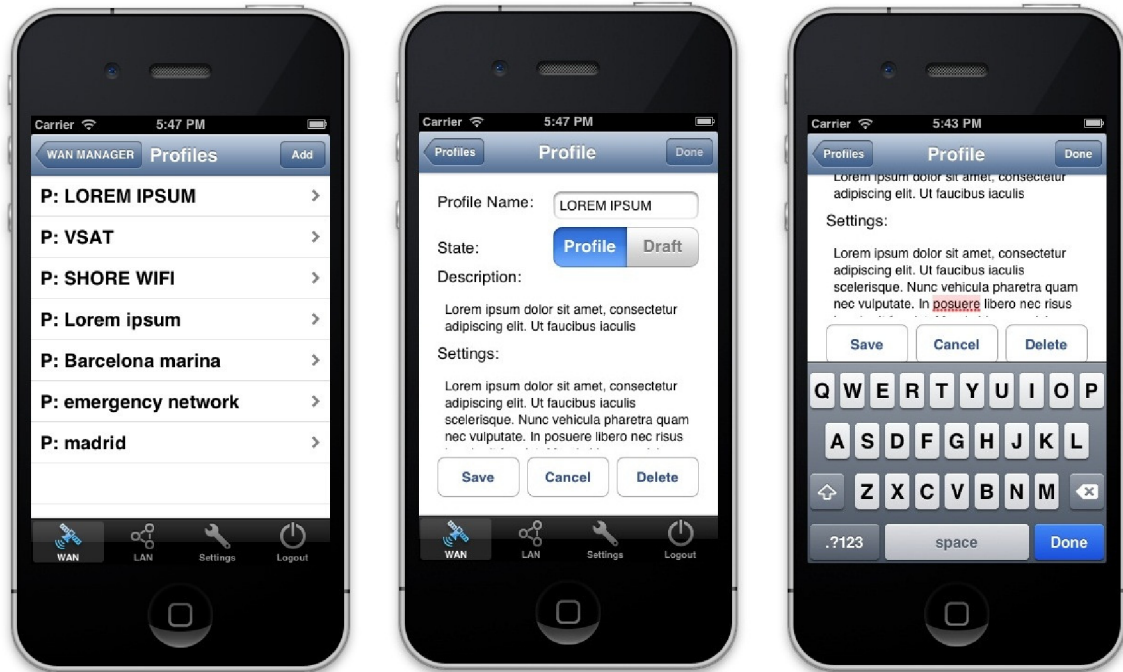 Carrier 5:47 PM
WAN MANAGER Profiles Add
P: LOREM IPSUM
P: VSAT
P: SHORE WIFI
P: Lorem ipsum
P: Barcelona marina
P: emergency network
P: madrid
WAN LAN Settings Logout
Carrier 5:47 PM
Profiles Profile Done
Profile Name: LOREM IPSUM
State: Profile Draft
Description:
Lorem ipsum dolor sit amet, consectetur
adipiscing elit. Ut faucibus iaculis
Settings:
Lorem ipsum dolor sit amet, consectetur
adipiscing elit. Ut faucibus iaculis
scelerisque. Nunc vehicula pharetra quam
nec vulputate. In posuere libero nec risus
Save Cancel Delete
WAN LAN Settings Logout
Carrier 5:43 PM
Profiles Profile Done
Lorem ipsum dolor sit amet, consectetur
adipiscing elit. Ut faucibus iaculis
Settings:
Lorem ipsum dolor sit amet, consectetur
adipiscing elit. Ut faucibus iaculis
scelerisque. Nunc vehicula pharetra quam
nec vulputate. In posuere libero nec risus
Save Cancel Delete
Q W E R T Y U I O P
A S D F G H J K L
Z X C V B N M
.?123 space Done